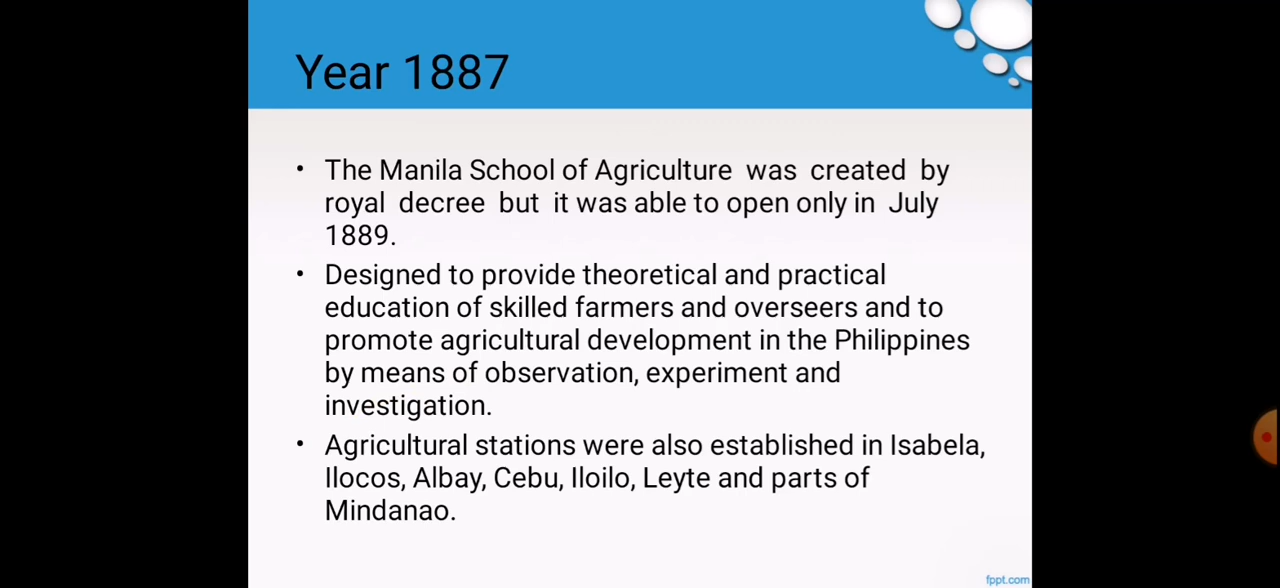 Year 1887
• The Manila School of Agriculture was created by
royal decree but it was able to open only in July
1889.
• Designed to provide theoretical and practical
education of skilled farmers and overseers and to
promote agricultural development in the Philippines
by means of observation, experiment and
investigation.
• Agricultural stations were also established in Isabela,
Ilocos, Albay, Cebu, Iloilo, Leyte and parts of
Mindanao.
fppt.com